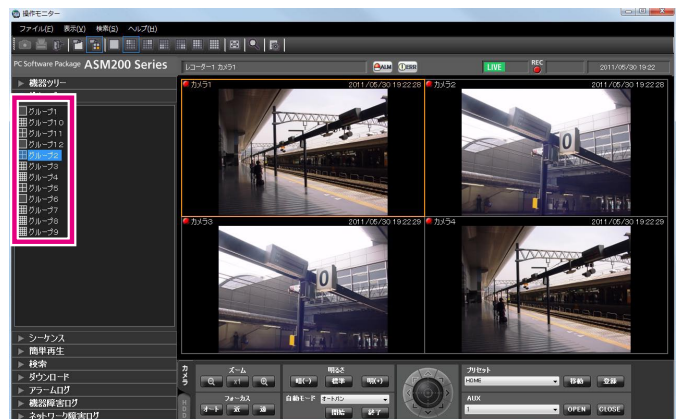 操作モニター
ファイル(F) 表示(V) 検索(S) ヘルプ(H)
PC Software Package ASM200 Series
レコーダー1 カメラ1
ALM
ERR
LIVE
REC
2011/05/30 19:22
機器ツリー
グループ1
グループ10
グループ11
グループ12
グループ2
グループ3
グループ4
グループ5
グループ6
グループ7
グループ8
グループ9
カメラ1 2011/05/30 19:22:28
カメラ2 2011/05/30 19:22:28
0
カメラ3 2011/05/30 19:22:29
カメラ4 2011/05/30 19:22:29
0
シーケンス
簡単再生
検索
ダウンロード
アラームログ
機器障害ログ
ネットワーク障害ログ
カメラ
HDD
ズーム
x1
フォーカス
オート 近 遠
明るさ
暗(-) 標準 明(+)
自動モード オートパン
開始 終了
プリセット
HOME 移動 登録
AUX
1 OPEN CLOSE